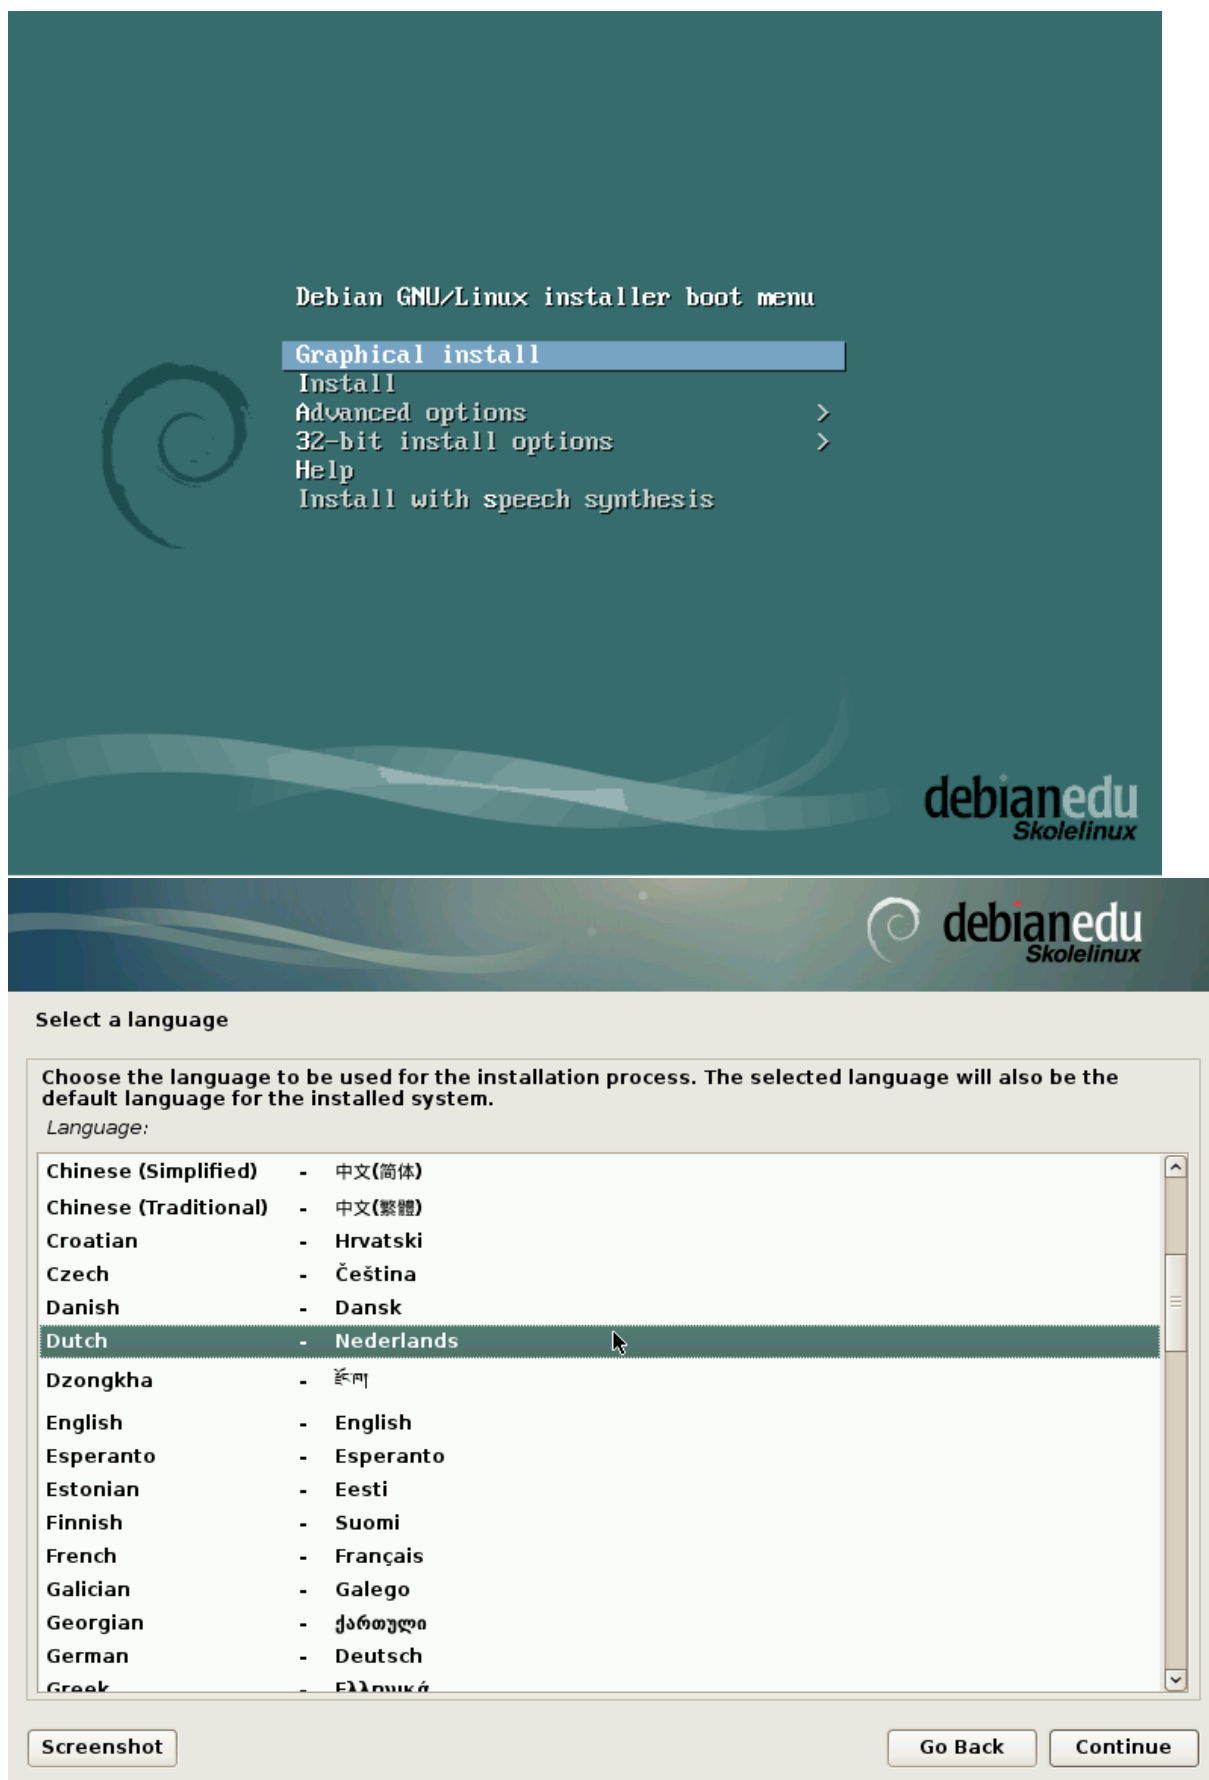 Debian GNU/Linux installer boot menu
Graphical install
Install
Advanced options >
32-bit install options >
Help
Install with speech synthesis
debianedu
Skolelinux
debianedu
Skolelinux
Select a language
Choose the language to be used for the installation process. The selected language will also be the
default language for the installed system.
Language:
Chinese (Simplified) - 中文(简体)
Chinese (Traditional) - 中文(繁體)
Croatian - Hrvatski
Czech - Čeština
Danish - Dansk
Dutch - Nederlands
Dzongkha - རྫོང་ཁ།
English - English
Esperanto - Esperanto
Estonian - Eesti
Finnish - Suomi
French - Français
Galician - Galego
Georgian - ქართული
German - Deutsch
Greek - Ελληνικά
Screenshot Go Back Continue